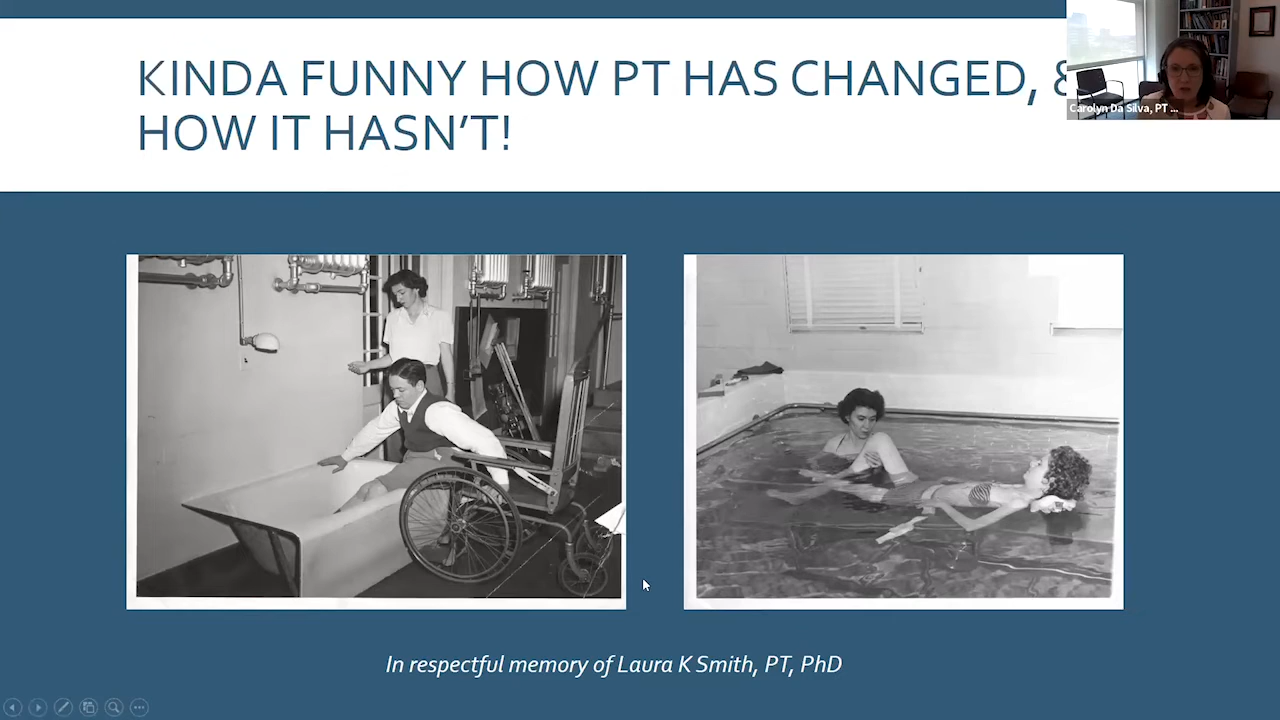 KINDA FUNNY HOW PT HAS CHANGED, &
HOW IT HASN'T!
Carolyn Da Silva, PT ...
In respectful memory of Laura K Smith, PT, PhD